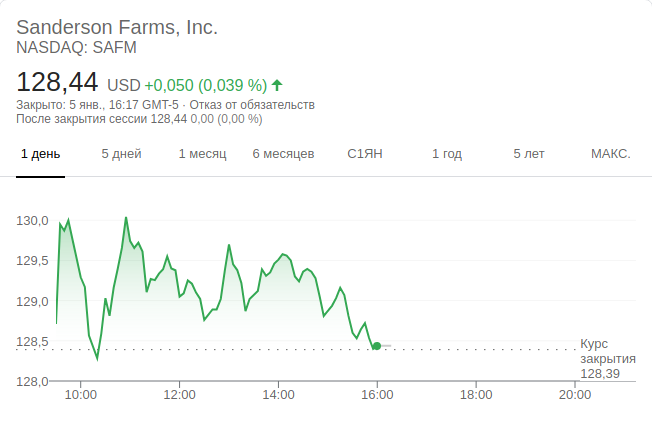 Sanderson Farms, Inc.
NASDAQ: SAFM
128,44 USD +0,050 (0,039 %)
Закрыто: 5 янв., 16:17 GMT-5 · Отказ от обязательств
После закрытия сессии 128,44 0,00 (0,00 %)
1 день 5 дней 1 месяц 6 месяцев С1ЯН 1 год 5 лет МАКС.
130,0
129,5
129,0
128,5
Курс
закрытия
128,39
128,0
10:00 12:00 14:00 16:00 18:00 20:00